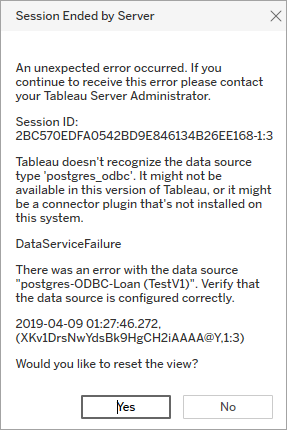 Session Ended by Server
An unexpected error occurred. If you
continue to receive this error please contact
your Tableau Server Administrator.
Session ID:
2BC570EDFA0542BD9E846134B26EE168-1:3
Tableau doesn't recognize the data source
type 'postgres_odbc'. It might not be
available in this version of Tableau, or it might
be a connector plugin that's not installed on
this system.
DataServiceFailure
There was an error with the data source
"postgres-ODBC-Loan (TestV1)". Verify that
the data source is configured correctly.
2019-04-09 01:27:46.272,
(XKv1DrsNwYdsBk9HgCH2iAAAA@Y,1:3)
Would you like to reset the view?
Yes No